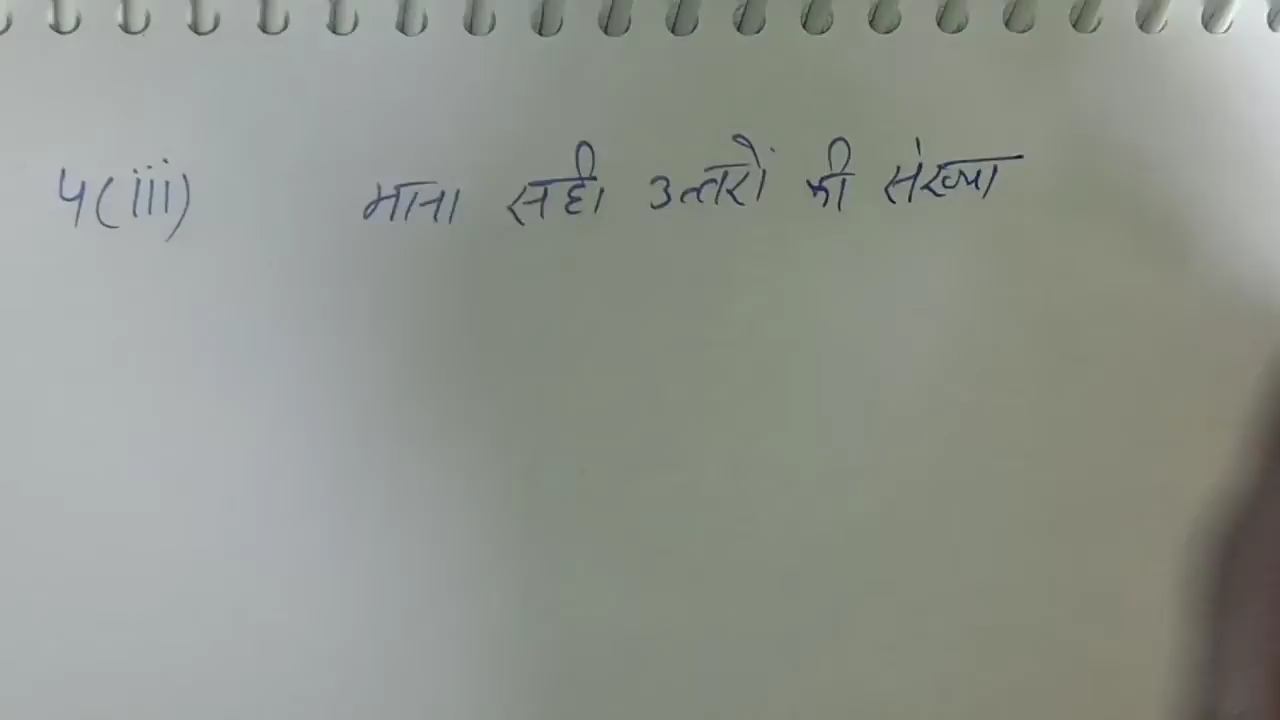 4(iii) माना सही उत्तरों की संख्या